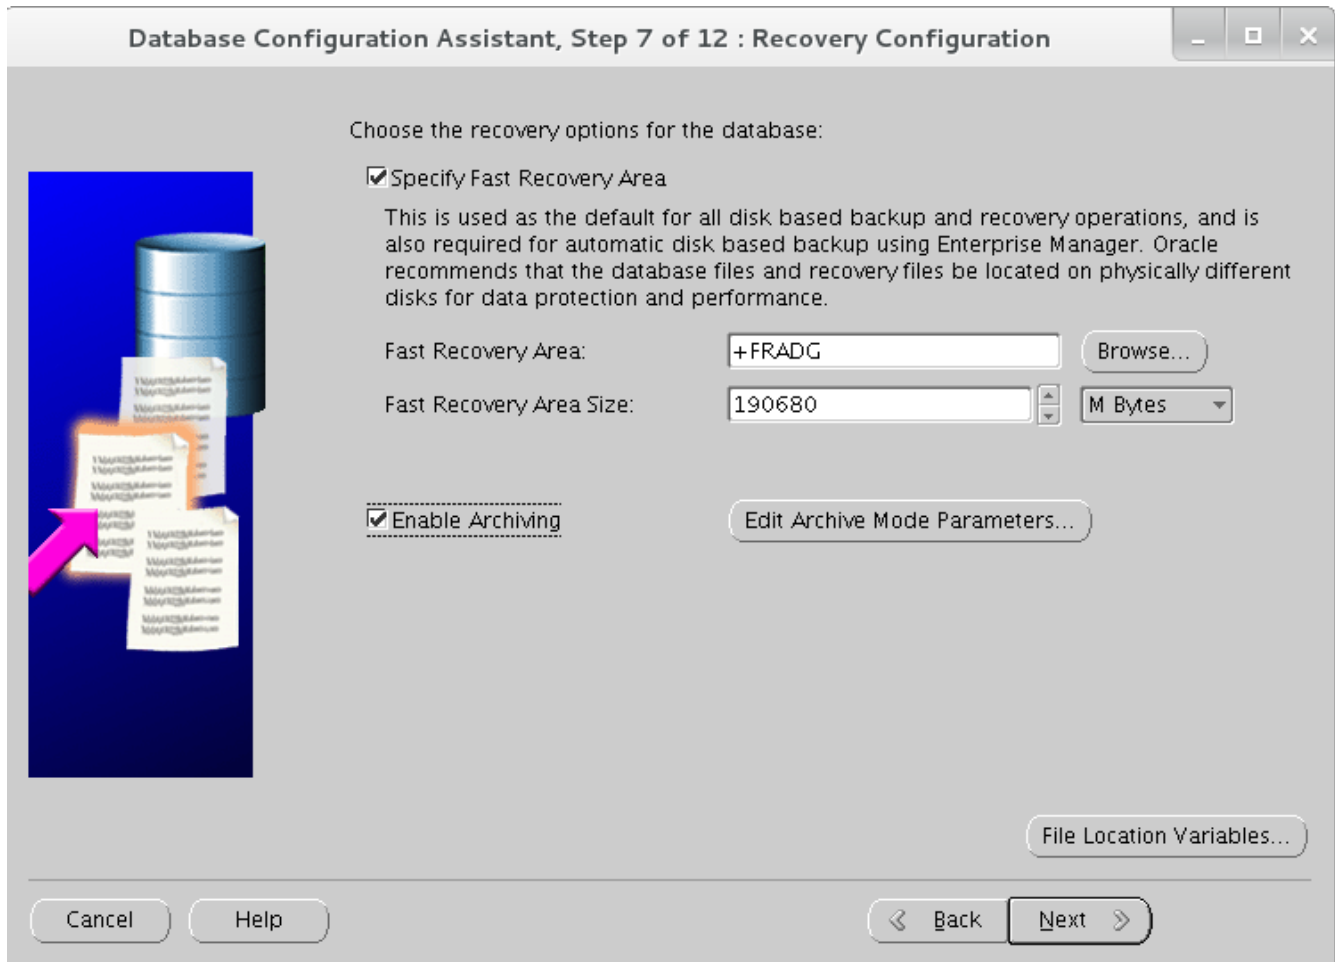 Database Configuration Assistant, Step 7 of 12 : Recovery Configuration
Choose the recovery options for the database:
Specify Fast Recovery Area
This is used as the default for all disk based backup and recovery operations, and is
also required for automatic disk based backup using Enterprise Manager. Oracle
recommends that the database files and recovery files be located on physically different
disks for data protection and performance.
Fast Recovery Area: +FRADG Browse...
Fast Recovery Area Size: 190680 M Bytes
Enable Archiving Edit Archive Mode Parameters...
File Location Variables...
Cancel Help Back Next